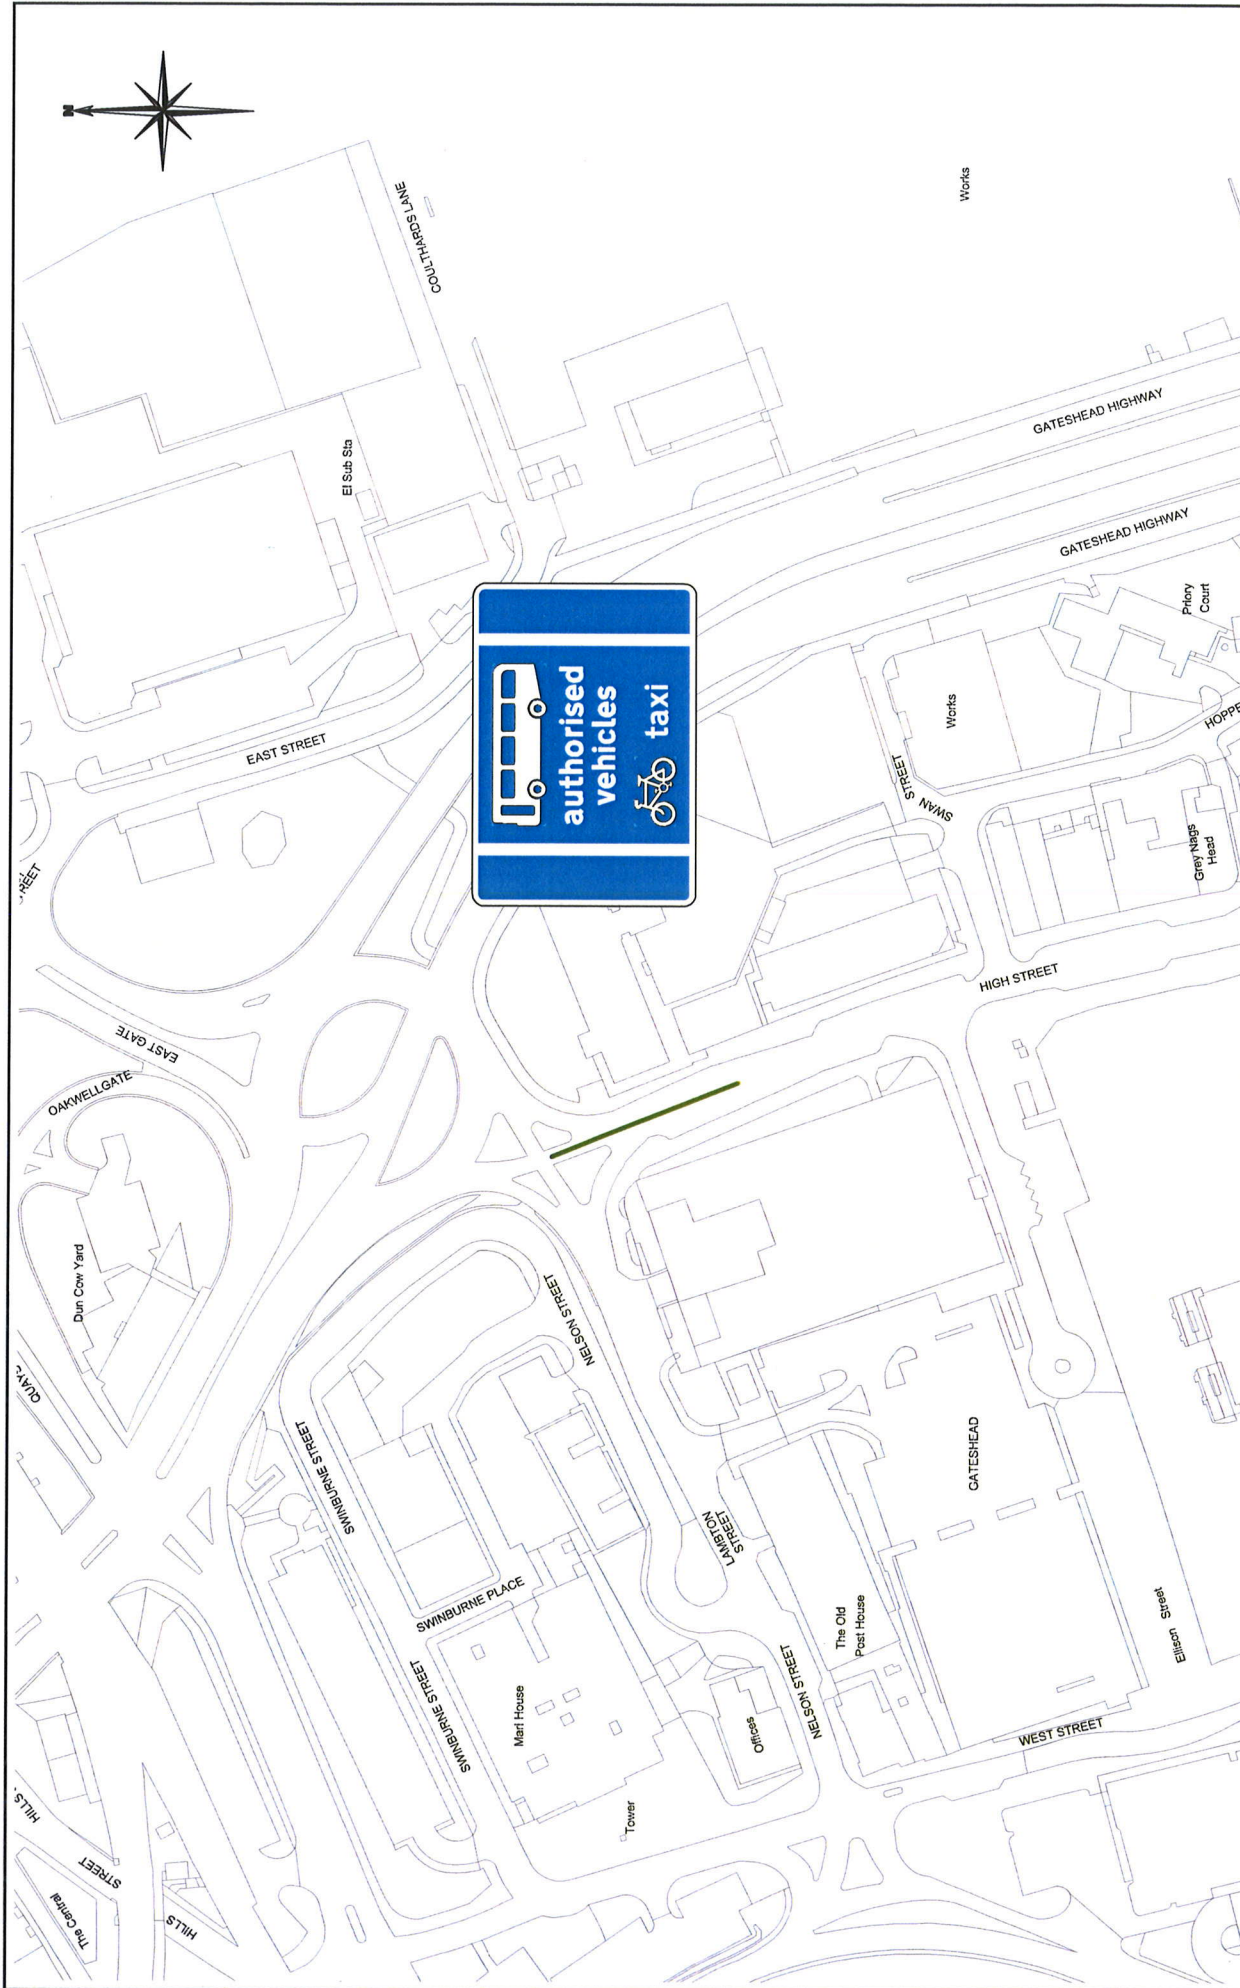 N
COULTHARDS LANE
Works
El Sub Sta
GATESHEAD HIGHWAY
GATESHEAD HIGHWAY
Priory
Court
EAST STREET
authorised
vehicles
taxi
Works
SWAN STREET
Grey Nags
Head
HIGH STREET
EAST GATE
OAKWELLGATE
Dun Cow Yard
NELSON STREET
SWINBURNE STREET
LAMBTON
STREET
GATESHEAD
SWINBURNE PLACE
The Old
Post House
Ellison Street
SWINBURNE STREET
Marl House
NELSON STREET
Offices
WEST STREET
Tower
HILLS
STREET
The Central
HILLS